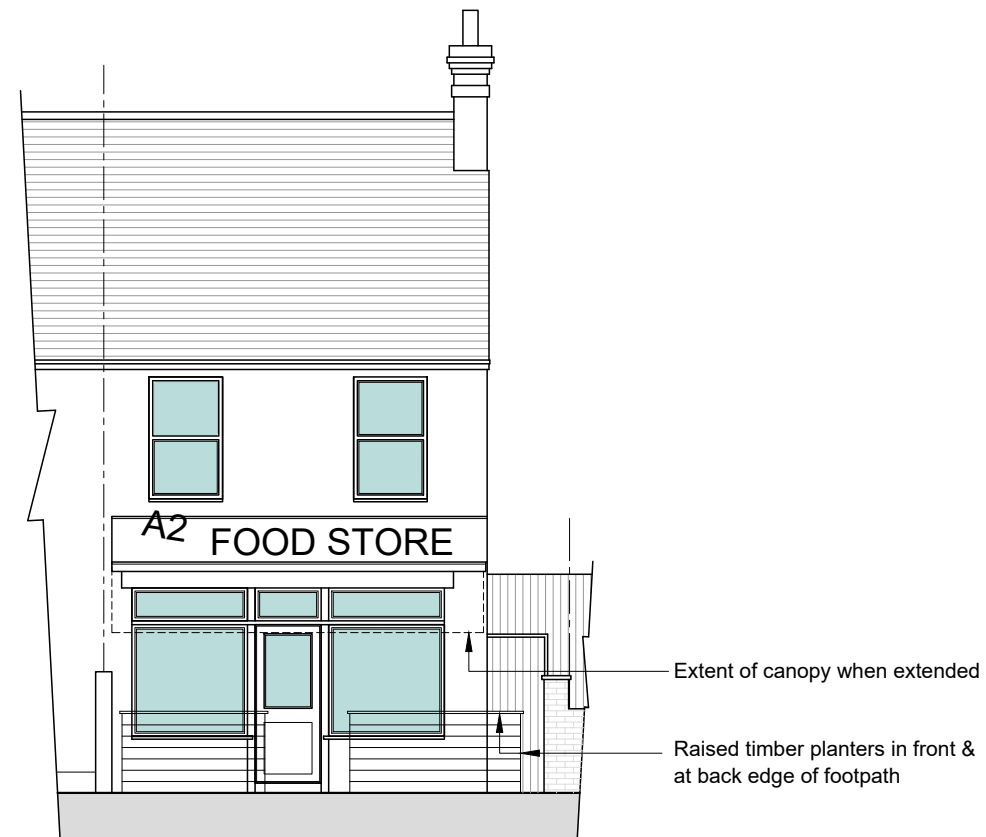 A2 FOOD STORE
Extent of canopy when extended
Raised timber planters in front &
at back edge of footpath